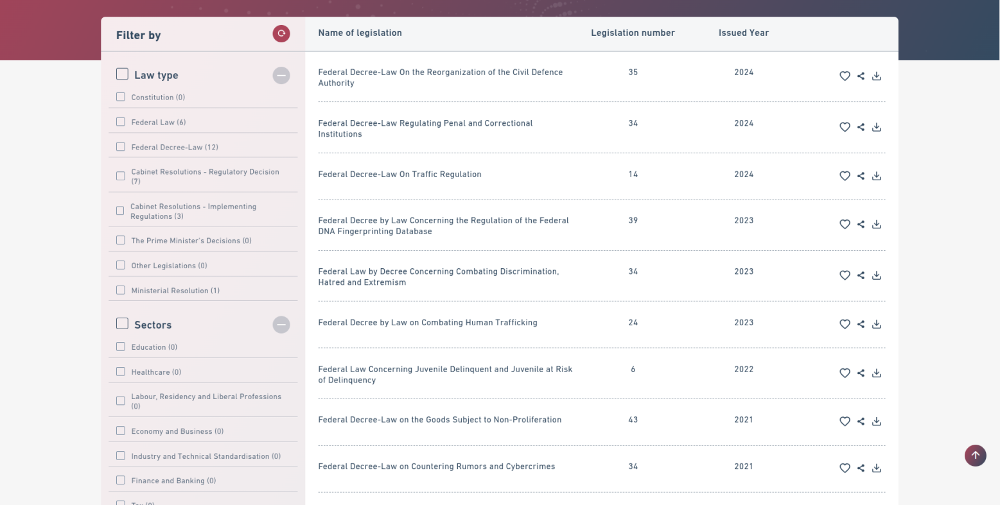 Filter by
Law type
Constitution (0)
Federal Law (6)
Federal Decree-Law (12)
Cabinet Resolutions - Regulatory Decision
(7)
Cabinet Resolutions - Implementing
Regulations (3)
The Prime Minister's Decisions (0)
Other Legislations (0)
Ministerial Resolution (1)
Sectors
Education (0)
Healthcare (0)
Labour, Residency and Liberal Professions
(0)
Economy and Business (0)
Industry and Technical Standardisation (0)
Finance and Banking (0)
Tax (0)
Name of legislation Legislation number Issued Year
Federal Decree-Law On the Reorganization of the Civil Defence 35 2024
Authority
Federal Decree-Law Regulating Penal and Correctional 34 2024
Institutions
Federal Decree-Law On Traffic Regulation 14 2024
Federal Decree by Law Concerning the Regulation of the Federal 39 2023
DNA Fingerprinting Database
Federal Law by Decree Concerning Combating Discrimination, 34 2023
Hatred and Extremism
Federal Decree by Law on Combating Human Trafficking 24 2023
Federal Law Concerning Juvenile Delinquent and Juvenile at Risk 6 2022
of Delinquency
Federal Decree-Law on the Goods Subject to Non-Proliferation 43 2021
Federal Decree-Law on Countering Rumors and Cybercrimes 34 2021